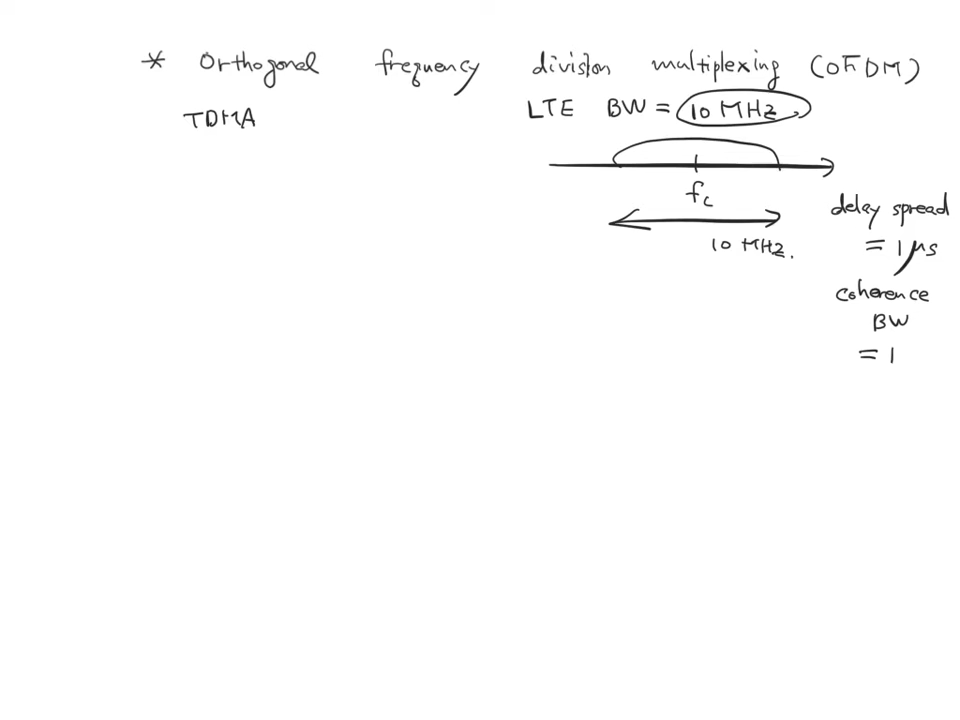 * Orthogonal frequency division multiplexing (OFDM)
TDMA
LTE BW = 10 MHz
fc
10 MHz.
delay spread
= 1 μs
coherence
BW
= 1